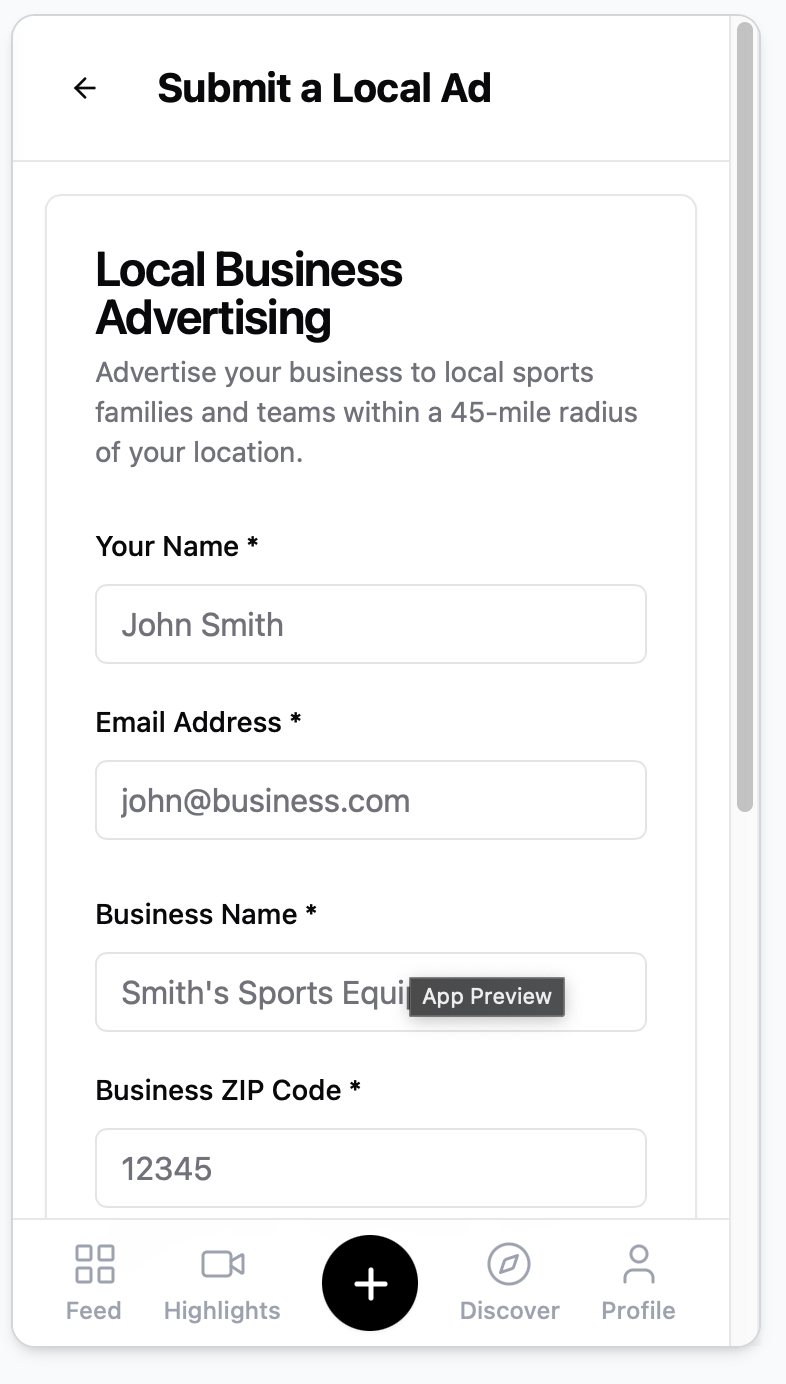 Submit a Local Ad
Local Business
Advertising
Advertise your business to local sports
families and teams within a 45-mile radius
of your location.
Your Name *
John Smith
Email Address *
john@business.com
Business Name *
Smith's Sports
App Preview
Business ZIP Code *
12345
Feed
Highlights
Discover
Profile